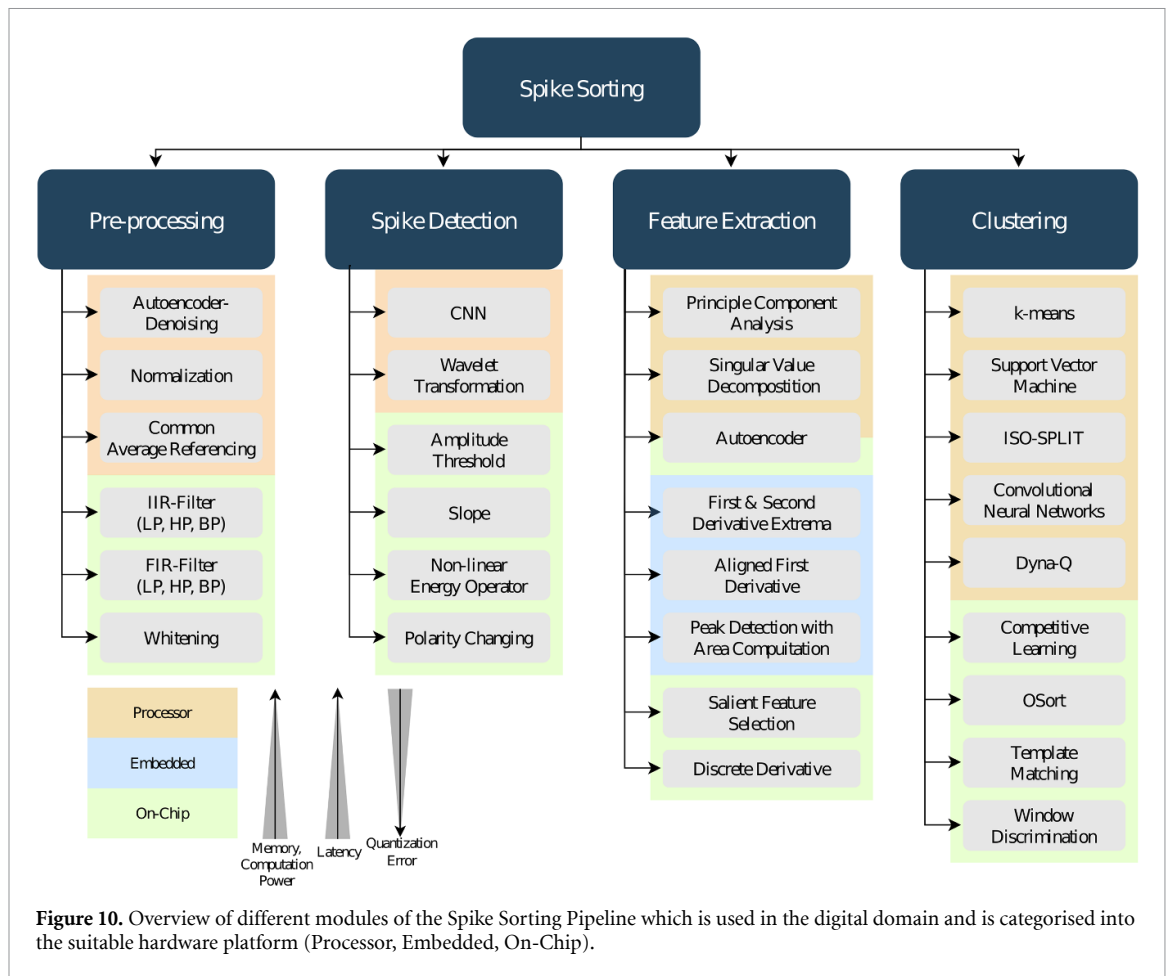 Spike Sorting
Pre-processing
Autoencoder-
Denoising
Normalization
Common
Average Referencing
IIR-Filter
(LP, HP, BP)
FIR-Filter
(LP, HP, BP)
Whitening
Spike Detection
CNN
Wavelet
Transformation
Amplitude
Threshold
Slope
Non-linear
Energy Operator
Polarity Changing
Feature Extraction
Principle Component
Analysis
Singular Value
Decompostition
Autoencoder
First & Second
Derivative Extrema
Aligned First
Derivative
Peak Detection with
Area Compuitation
Salient Feature
Selection
Discrete Derivative
Clustering
k-means
Support Vector
Machine
ISO-SPLIT
Convolutional
Neural Networks
Dyna-Q
Competitive
Learning
OSort
Template
Matching
Window
Discrimination
Processor
Embedded
On-Chip
Memory,
Computation
Power
Latency
Quantization
Error
Figure 10. Overview of different modules of the Spike Sorting Pipeline which is used in the digital domain and is categorised into
the suitable hardware platform (Processor, Embedded, On-Chip).